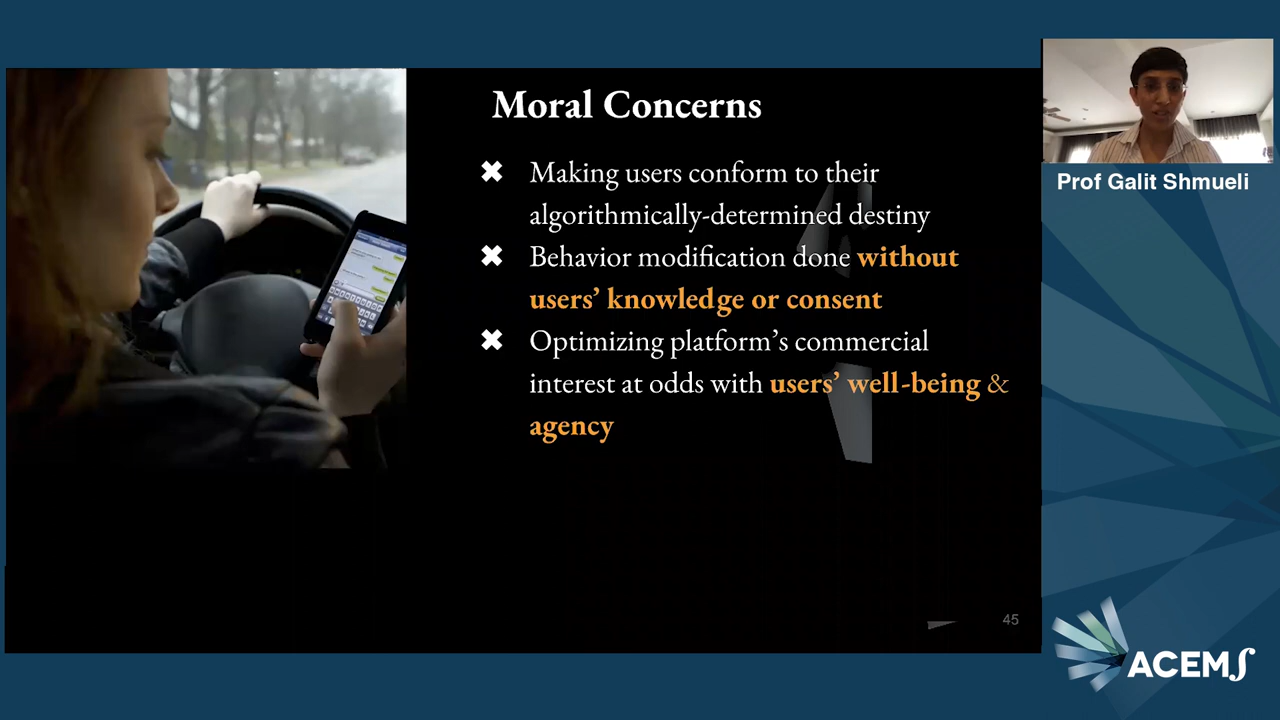 Moral Concerns
✖ Making users conform to their
algorithmically-determined destiny
✖ Behavior modification done without
users’ knowledge or consent
✖ Optimizing platform’s commercial
interest at odds with users’ well-being &
agency
45
Prof Galit Shmueli
ACEMS